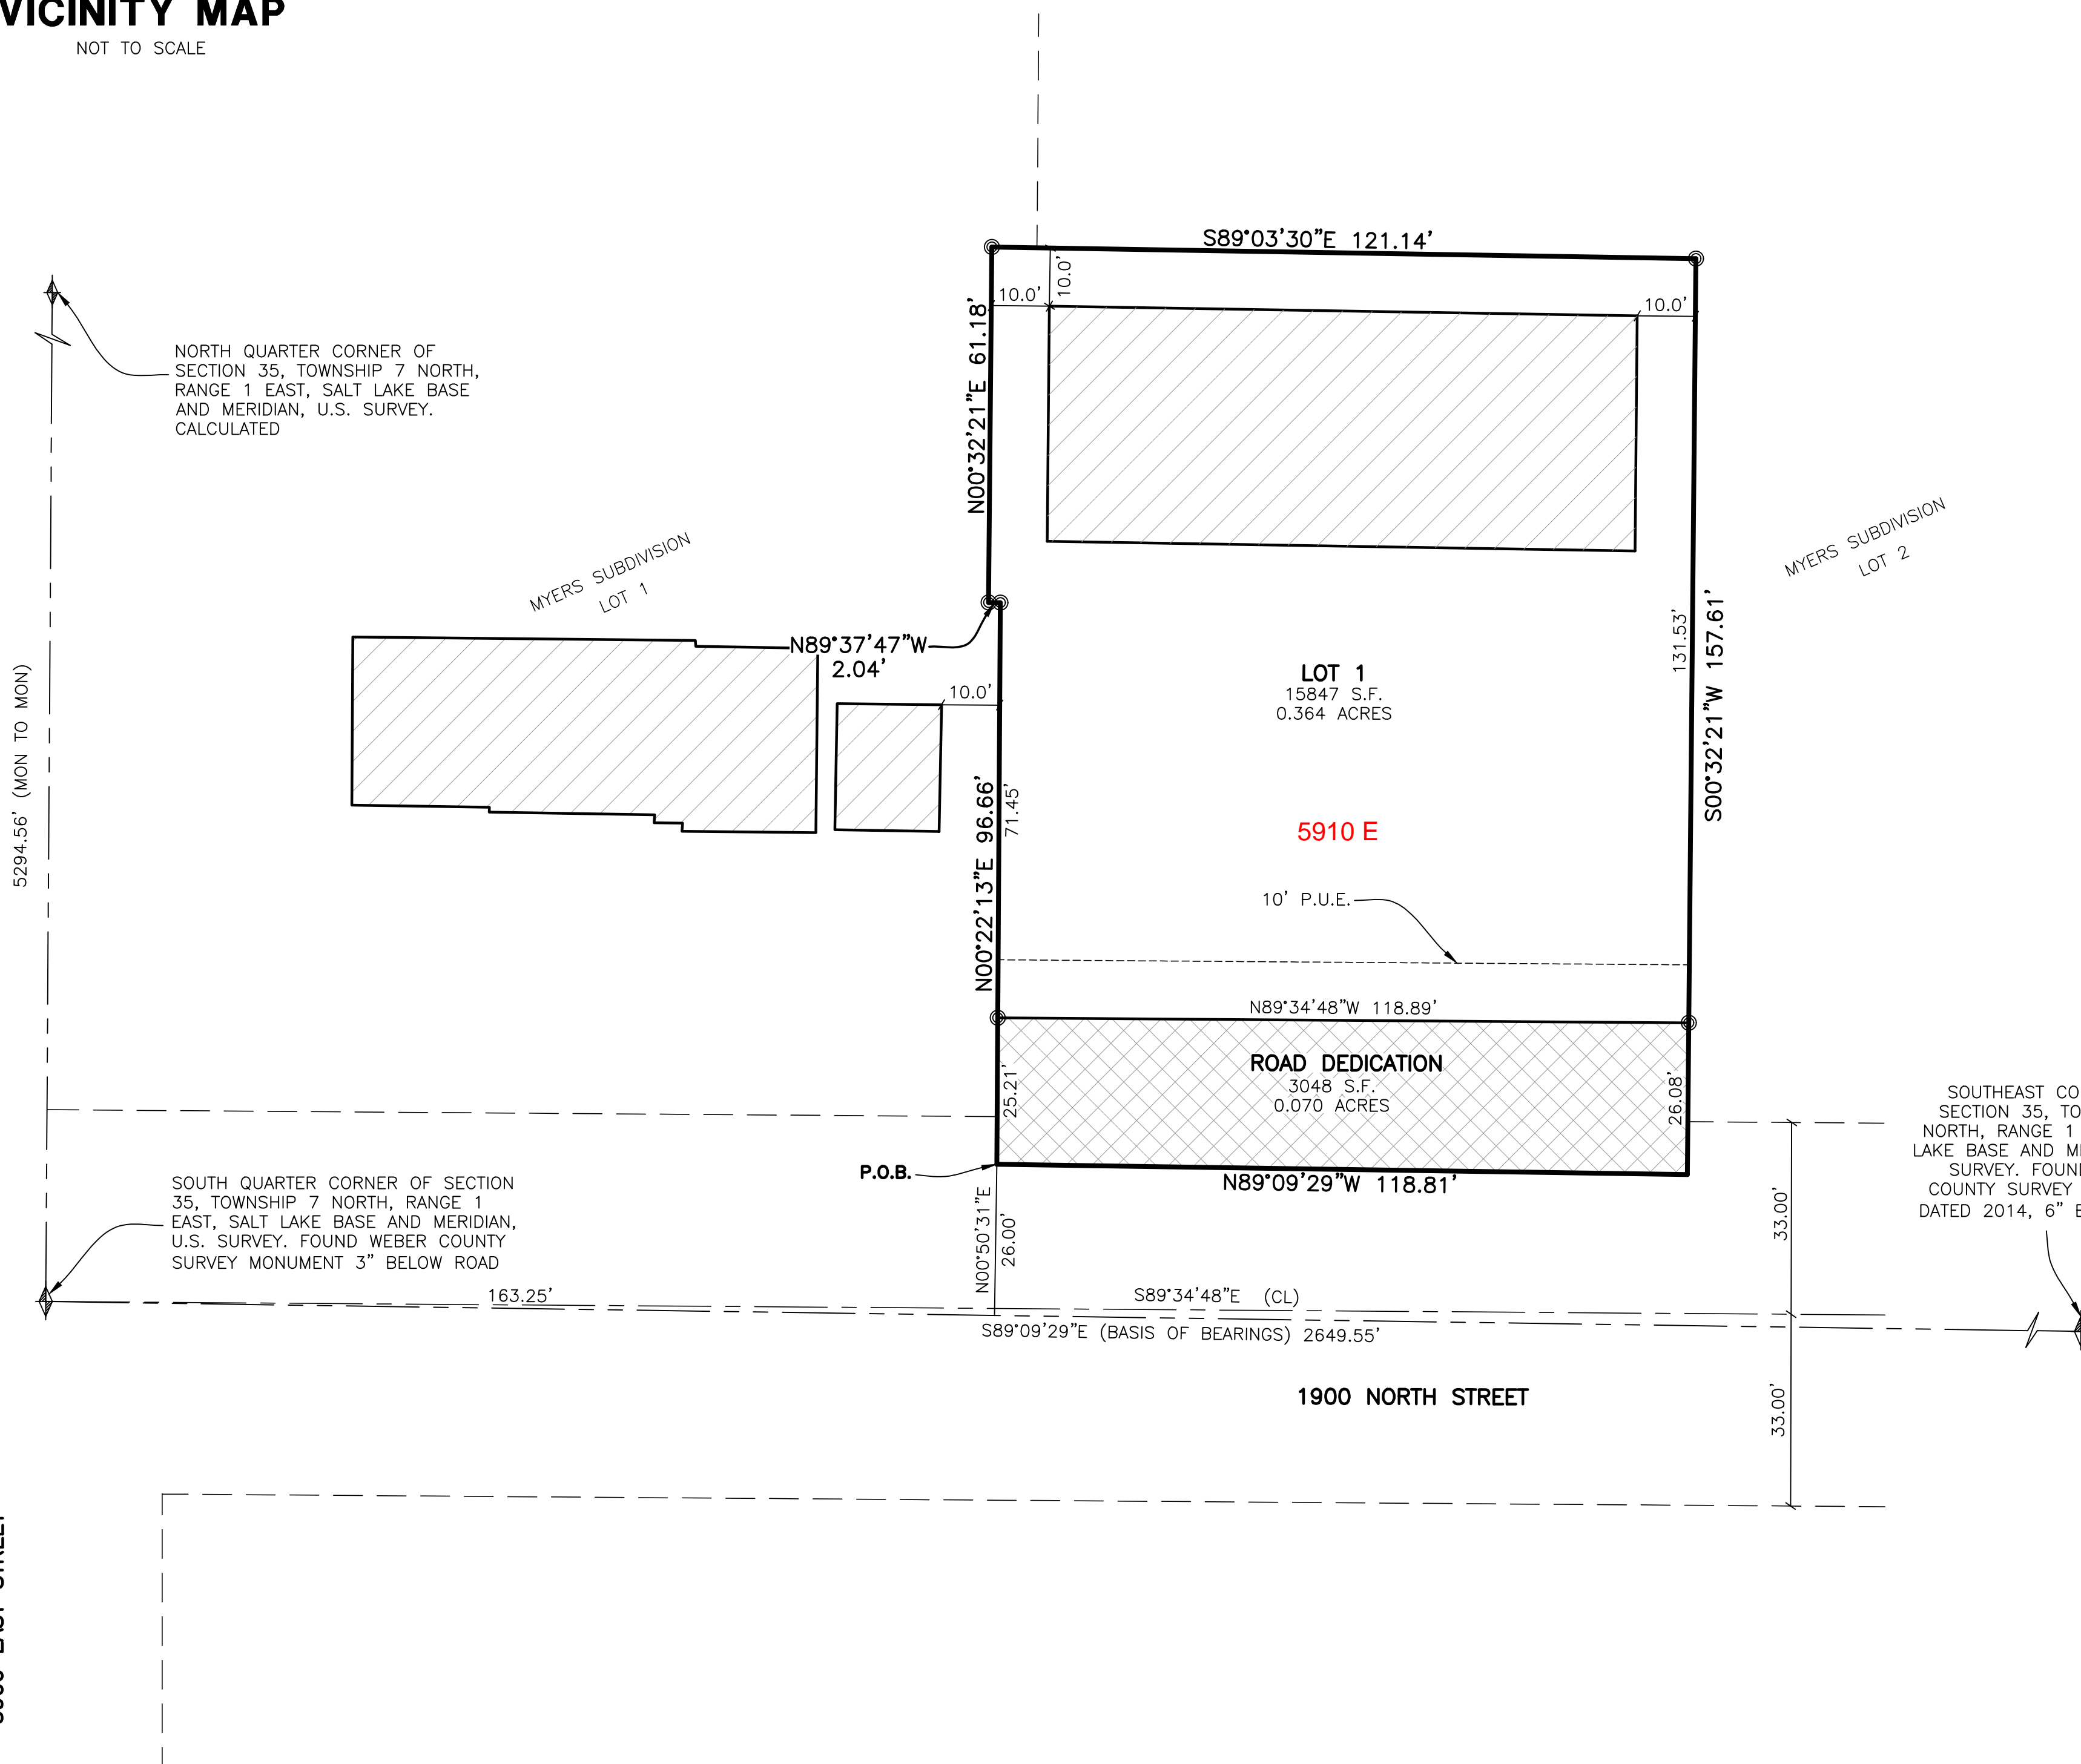 VICINITY MAP
NOT TO SCALE
S89°03'30"E 121.14'
10.0'
10.0'
10.0'
N00°32'21"E 61.18'
NORTH QUARTER CORNER OF
SECTION 35, TOWNSHIP 7 NORTH,
RANGE 1 EAST, SALT LAKE BASE
AND MERIDIAN, U.S. SURVEY.
CALCULATED
MYERS SUBDIVISION
LOT 1
MYERS SUBDIVISION
LOT 2
N89°37'47"W
2.04'
10.0'
LOT 1
15847 S.F.
0.364 ACRES
131.53'
S00°32'21"W 157.61'
5294.56' (MON TO MON)
N00°22'13"E 96.66'
71.45'
5910 E
10' P.U.E.
N89°34'48"W 118.89'
ROAD DEDICATION
3048 S.F.
0.070 ACRES
25.21'
26.08'
P.O.B.
N89°09'29"W 118.81'
SOUTH QUARTER CORNER OF SECTION
35, TOWNSHIP 7 NORTH, RANGE 1
EAST, SALT LAKE BASE AND MERIDIAN,
U.S. SURVEY. FOUND WEBER COUNTY
SURVEY MONUMENT 3" BELOW ROAD
SOUTHEAST CO
SECTION 35, TO
NORTH, RANGE 1
LAKE BASE AND M
SURVEY. FOUN
COUNTY SURVEY
DATED 2014, 6"
N00°50'31"E
26.00'
33.00'
163.25'
S89°34'48"E (CL)
S89°09'29"E (BASIS OF BEARINGS) 2649.55'
1900 NORTH STREET
33.00'
EAST STREET